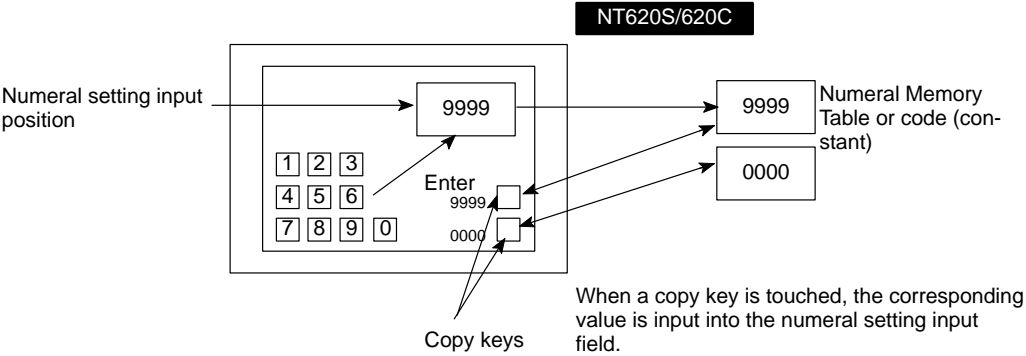 NT620S/620C
Numeral setting input
position
9999
9999
Numeral Memory
Table or code (con-
stant)
0000
1 2 3
4 5 6
7 8 9 0
Enter
9999
0000
Copy keys
When a copy key is touched, the corresponding
value is input into the numeral setting input
field.